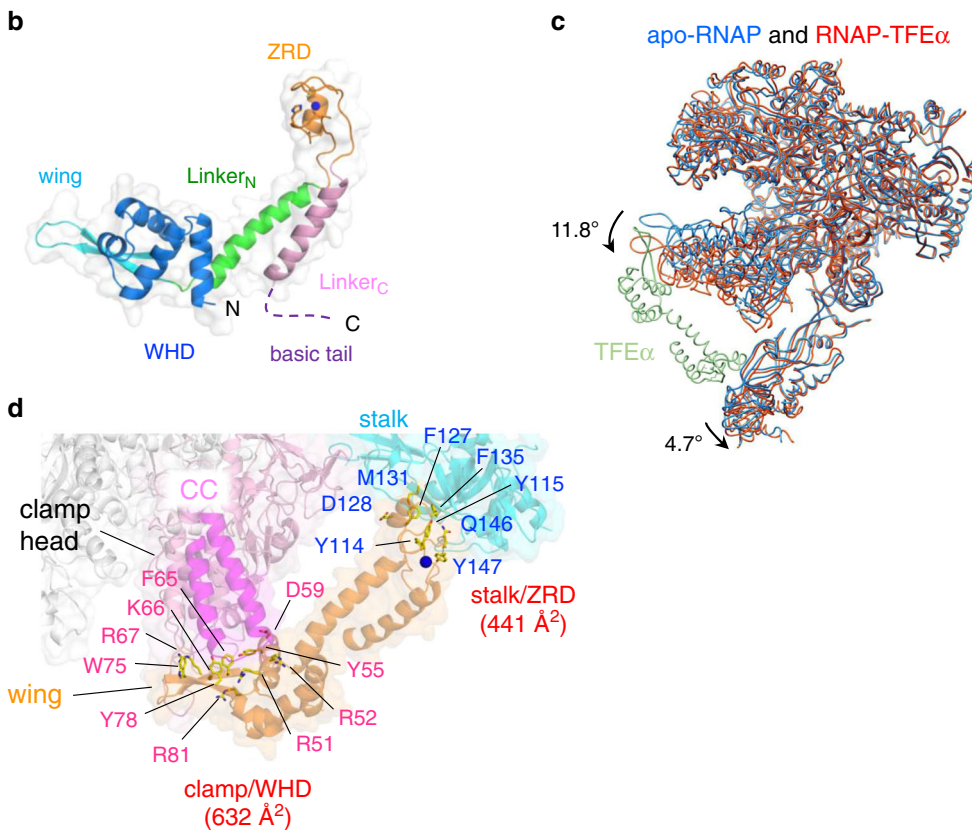 b
ZRD
wing
Linker_N
N
Linker_C
C
WHD
basic tail
c
apo-RNAP and RNAP-TFEα
11.8°
TFEα
4.7°
d
stalk
F127
M131
F135
CC
D128
Y115
clamp
head
Q146
Y114
F65
D59
Y147
K66
stalk/ZRD
(441 Å²)
R67
W75
Y55
wing
Y78
R52
R81
R51
clamp/WHD
(632 Å²)